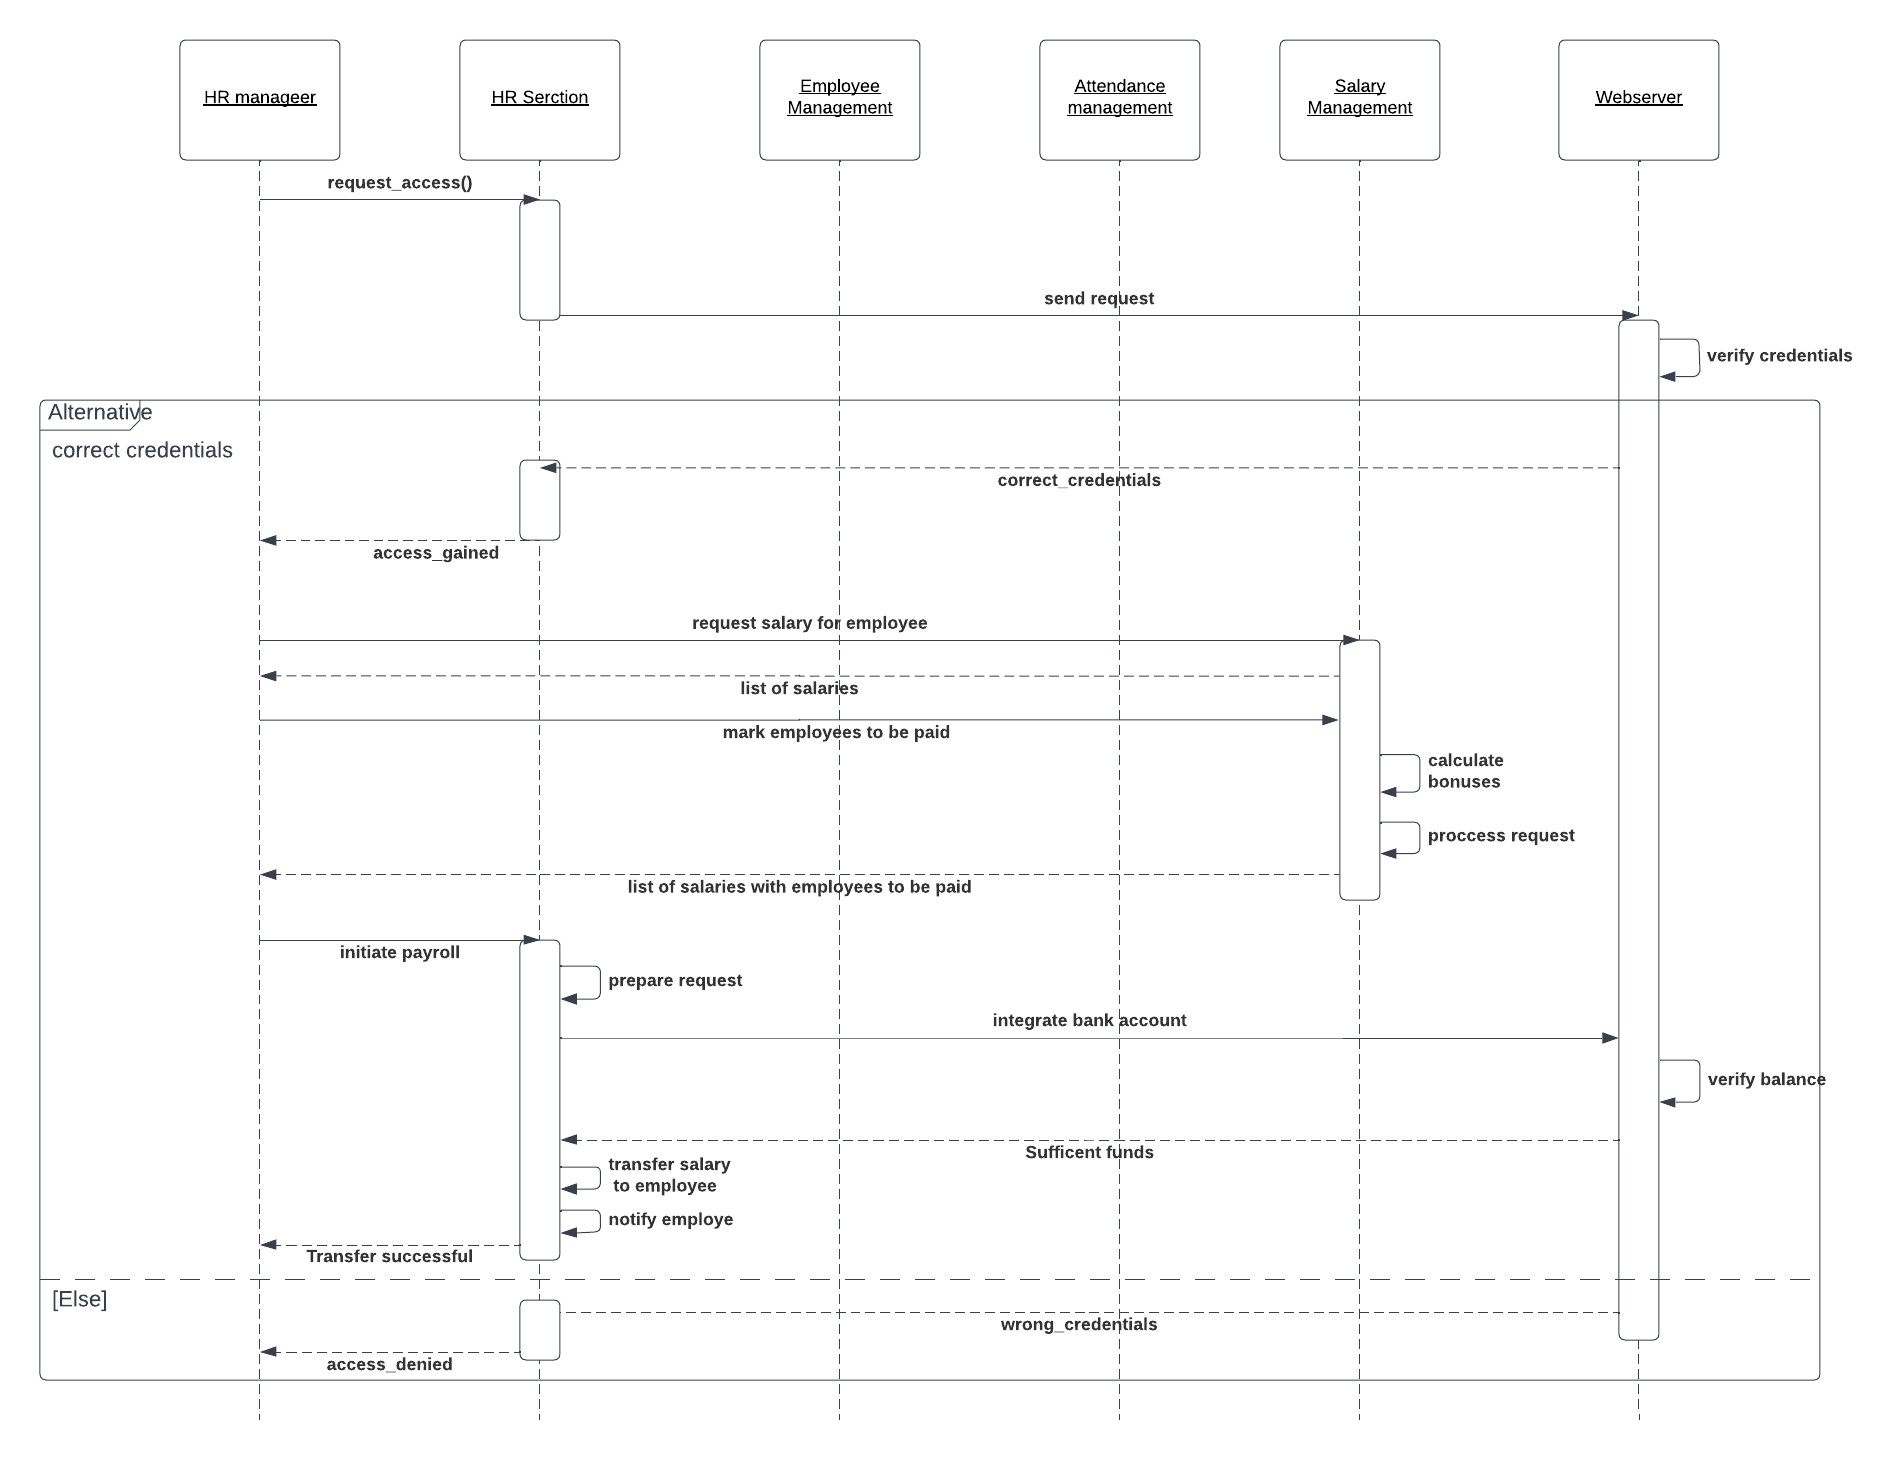 HR manageer
HR Serction
Employee
Management
Attendance
management
Salary
Management
Webserver
request_access()
send request
verify credentials
Alternative
correct credentials
correct_credentials
access_gained
request salary for employee
list of salaries
mark employees to be paid
calculate
bonuses
proccess request
list of salaries with employees to be paid
initiate payroll
prepare request
integrate bank account
verify balance
Sufficent funds
transfer salary
to employee
notify employe
Transfer successful
[Else]
wrong_credentials
access_denied